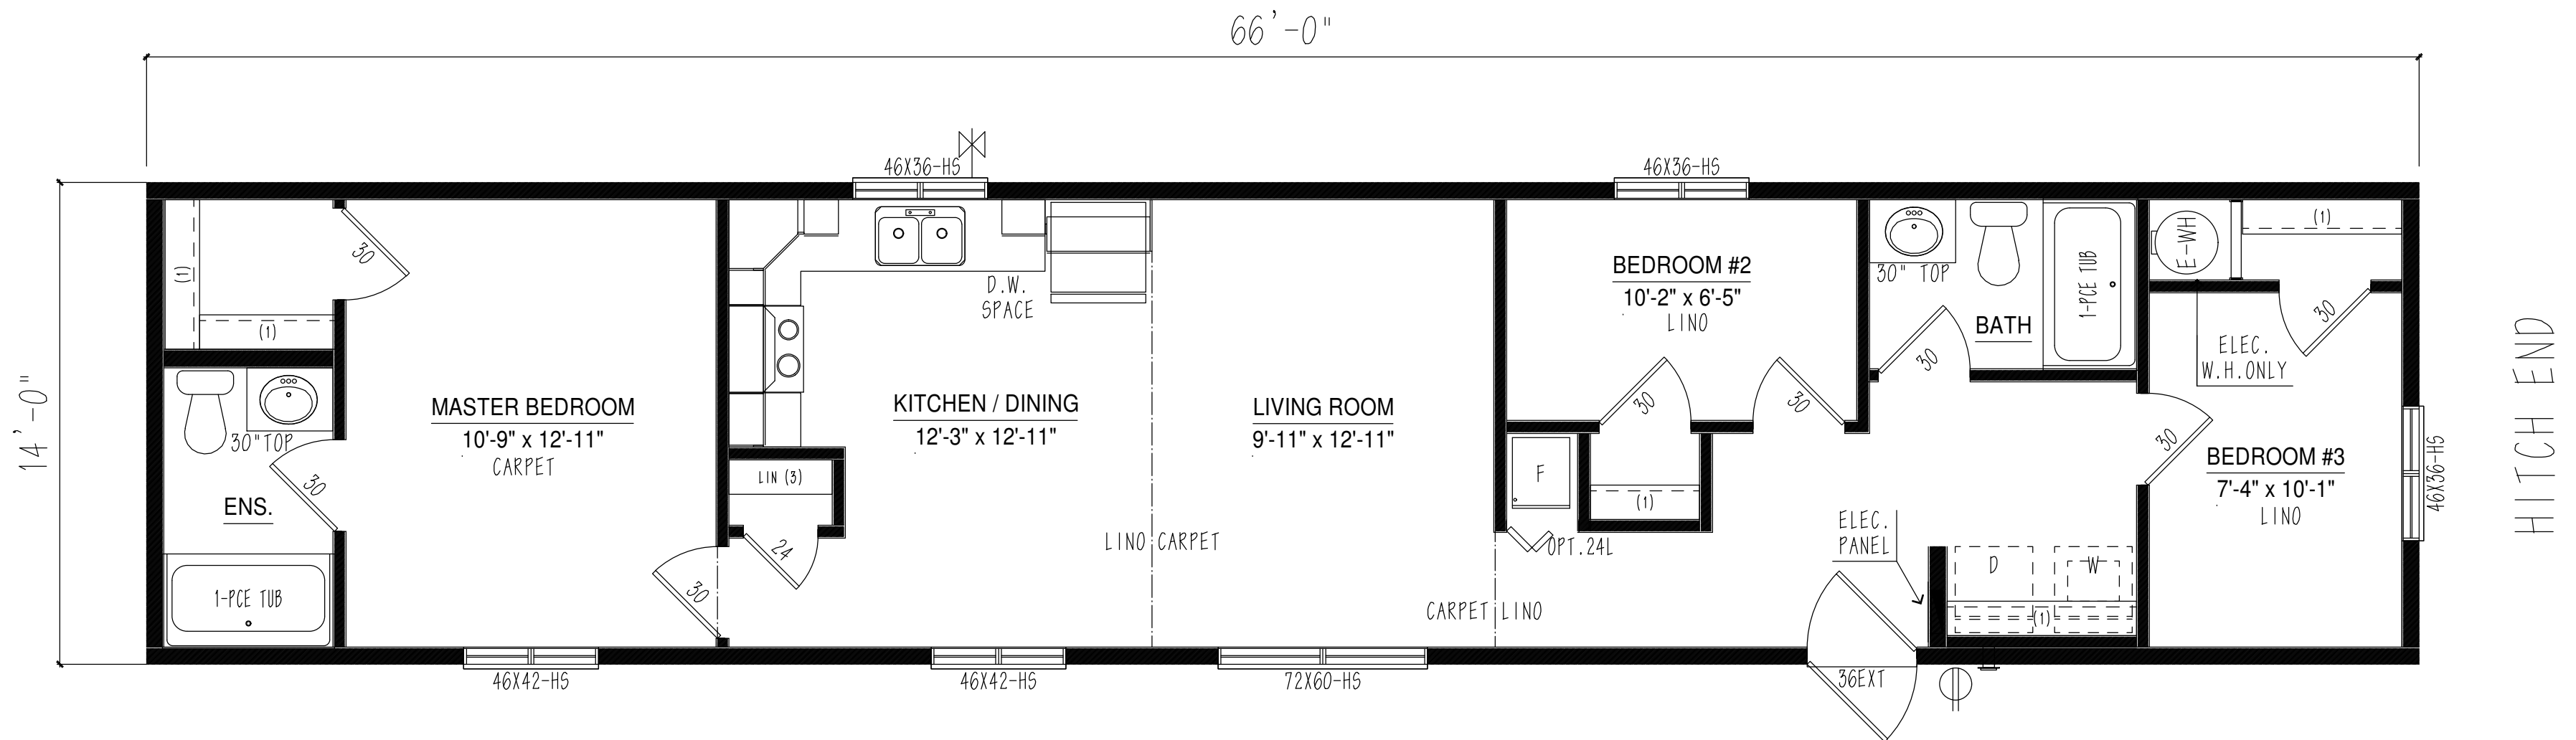 66'-0"
14'-0"
46X36-HS
46X36-HS
(1)
30
(1)
MASTER BEDROOM
10'-9" x 12'-11"
CARPET
30"TOP
30
ENS.
1-PCE TUB
30
46X42-HS
D.W.
SPACE
KITCHEN / DINING
12'-3" x 12'-11"
LIN (3)
24
LINO CARPET
46X42-HS
LIVING ROOM
9'-11" x 12'-11"
CARPET LINO
72X60-HS
BEDROOM #2
10'-2" x 6'-5"
LINO
30
30
F
(1)
OPT.24L
30" TOP
BATH
1-PCE TUB
30
ELEC.
PANEL
D
W
(1)
36EXT
E-WH
(1)
30
ELEC.
W.H.ONLY
30
BEDROOM #3
7'-4" x 10'-1"
LINO
46X36-HS
HITCH END